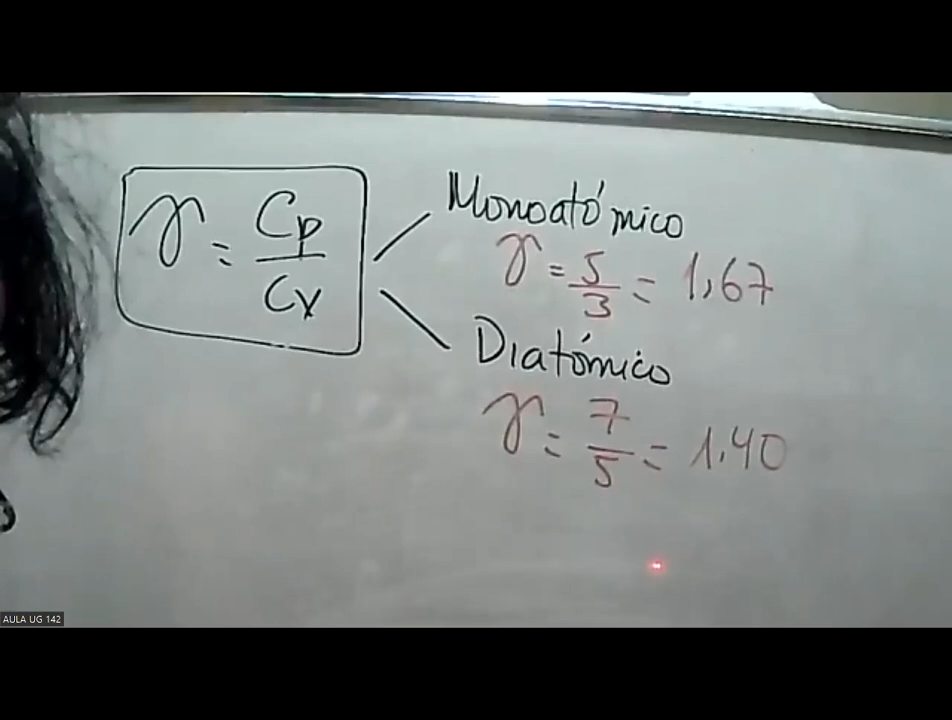 γ = Cp/Cv
Monoatómico
γ = 5/3 = 1,67
Diatómico
γ = 7/5 = 1.40
AULA UG 142